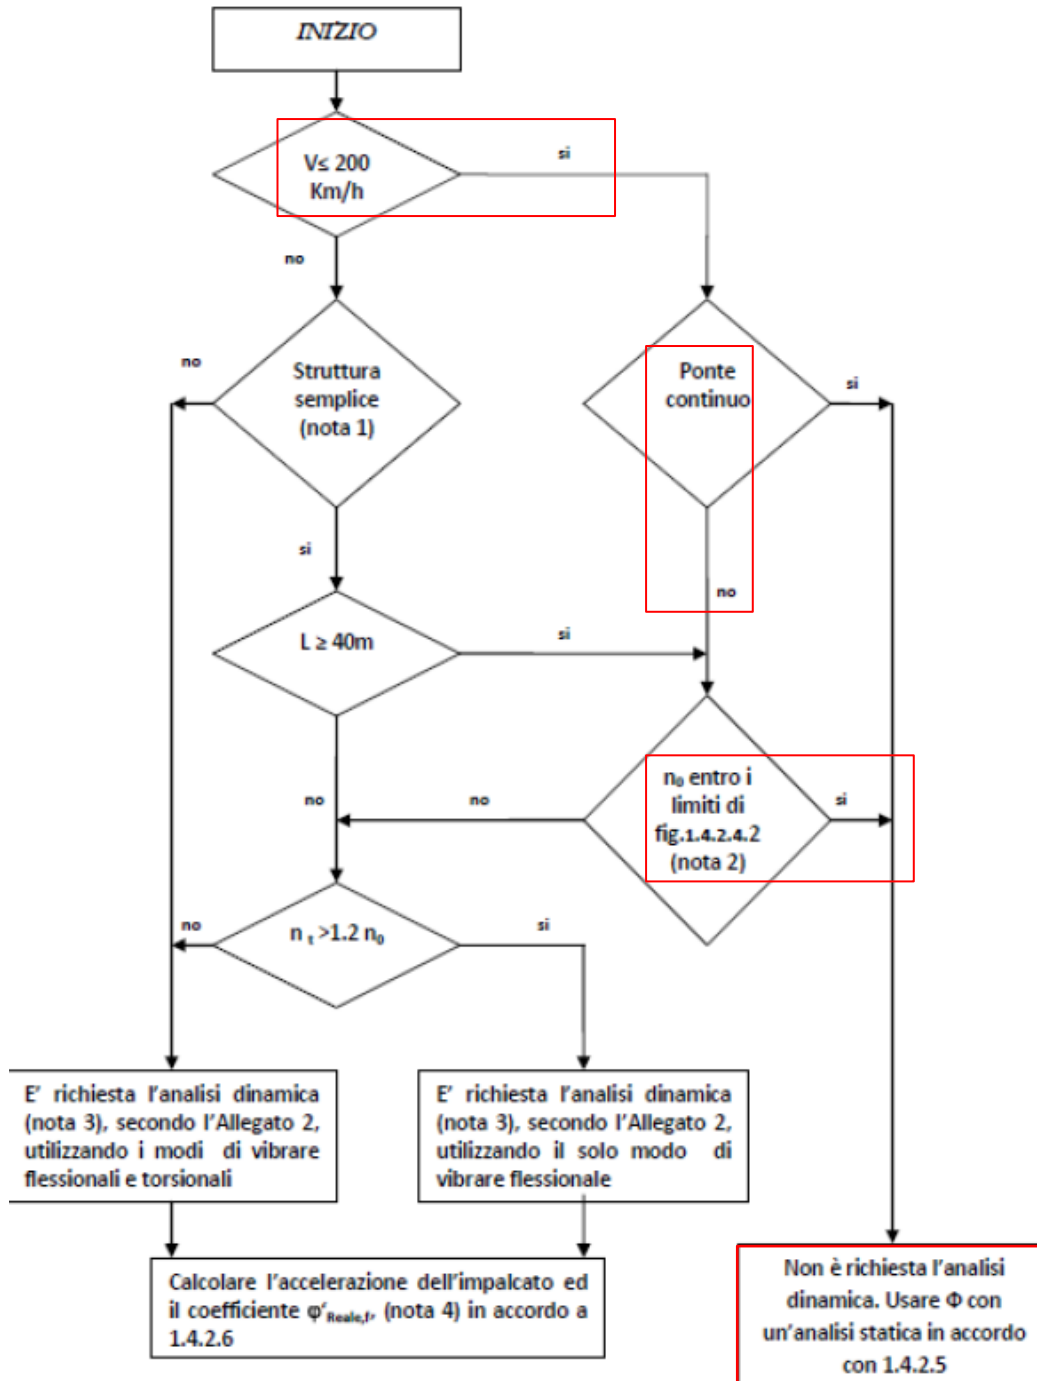 INIZIO
V≤ 200
Km/h
si
no
Struttura
semplice
(nota 1)
no
Ponte
continuo
si
si
no
L ≥ 40m
si
no
no
n₀ entro i
limiti di
fig.1.4.2.4.2
(nota 2)
si
n t >1.2 n₀
no
si
E' richiesta l'analisi dinamica
(nota 3), secondo l'Allegato 2,
utilizzando i modi di vibrare
flessionali e torsionali
E' richiesta l'analisi dinamica
(nota 3), secondo l'Allegato 2,
utilizzando il solo modo di
vibrare flessionale
Calcolare l'accelerazione dell'impalcato ed
il coefficiente φ'Reale,f, (nota 4) in accordo a
1.4.2.6
Non è richiesta l'analisi
dinamica. Usare Φ con
un'analisi statica in accordo
con 1.4.2.5